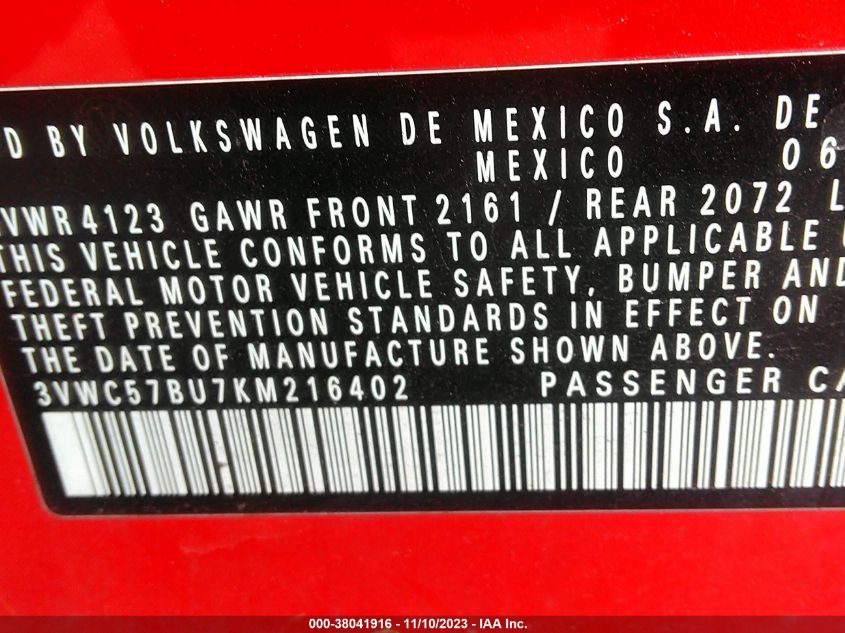 D BY VOLKSWAGEN DE MEXICO S.A. DE
MEXICO 06
VWR4123 GAWR FRONT 2161 / REAR 2072 L
THIS VEHICLE CONFORMS TO ALL APPLICABLE
FEDERAL MOTOR VEHICLE SAFETY, BUMPER AND
THEFT PREVENTION STANDARDS IN EFFECT ON
THE DATE OF MANUFACTURE SHOWN ABOVE.
3VWC57BU7KM216402 PASSENGER CA
000-38041916 - 11/10/2023 - IAA Inc.